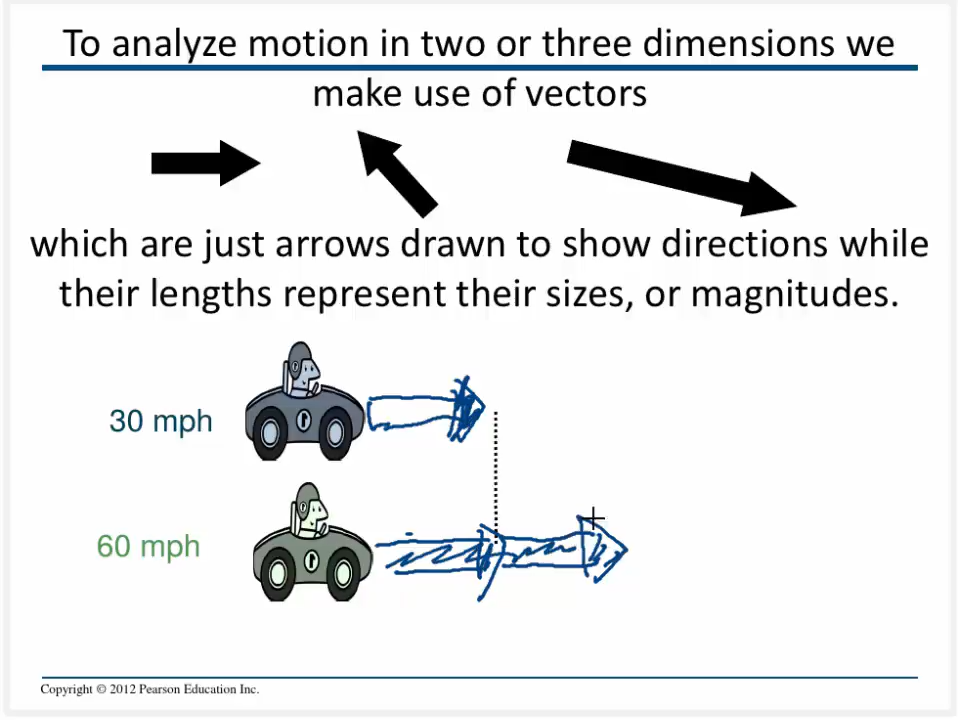 To analyze motion in two or three dimensions we
make use of vectors
which are just arrows drawn to show directions while
their lengths represent their sizes, or magnitudes.
30 mph
1
60 mph
1
Copyright © 2012 Pearson Education Inc.